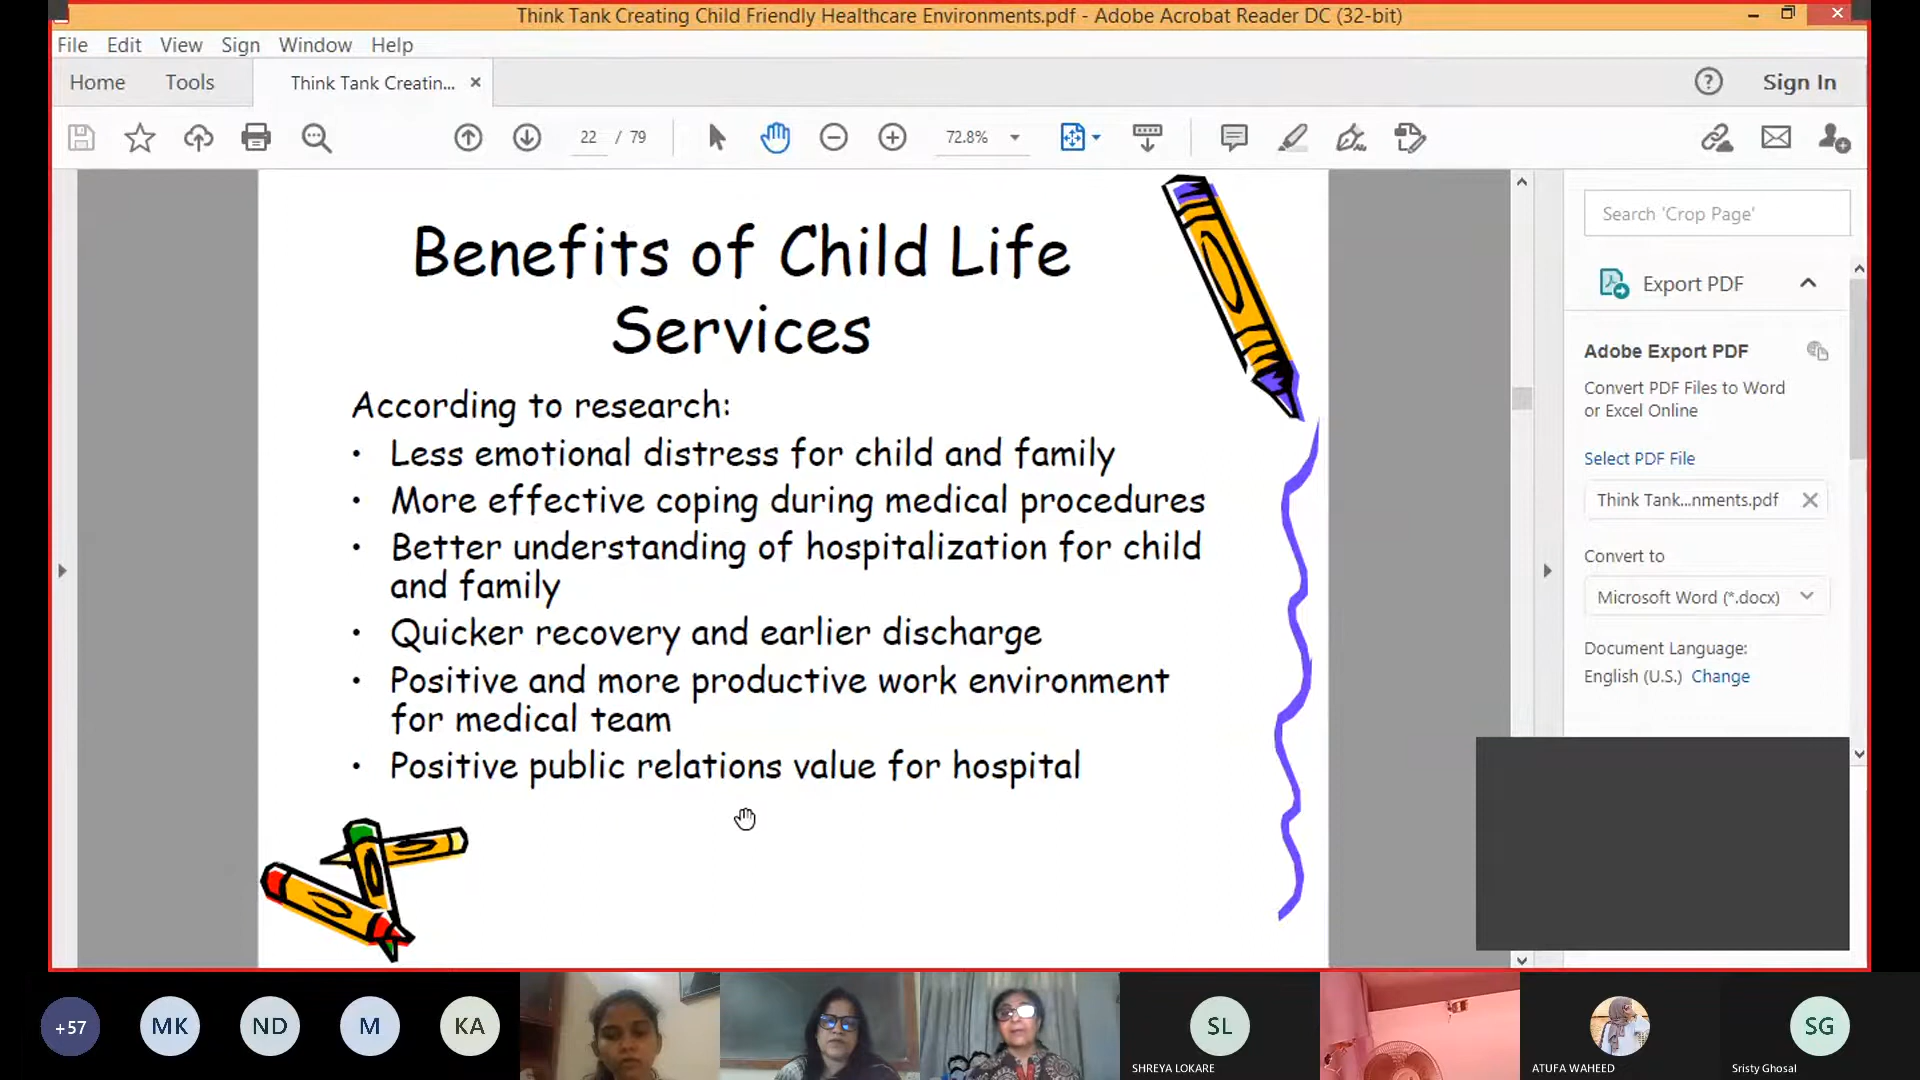 Think Tank Creating Child Friendly Healthcare Environments.pdf - Adobe Acrobat Reader DC (32-bit)
File Edit View Sign Window Help
Home Tools Think Tank Creatin... × Sign In
22 / 79 72.8%
Benefits of Child Life
Services
According to research:
• Less emotional distress for child and family
• More effective coping during medical procedures
• Better understanding of hospitalization for child
and family
• Quicker recovery and earlier discharge
• Positive and more productive work environment
for medical team
• Positive public relations value for hospital
Search 'Crop Page'
Export PDF
Adobe Export PDF
Convert PDF Files to Word
or Excel Online
Select PDF File
Think Tank...nments.pdf
Convert to
Microsoft Word (*.docx)
Document Language:
English (U.S.) Change
+57 MK ND M KA SL SG
SHREYA LOKARE ATUFA WAHEED Sristy Ghosal